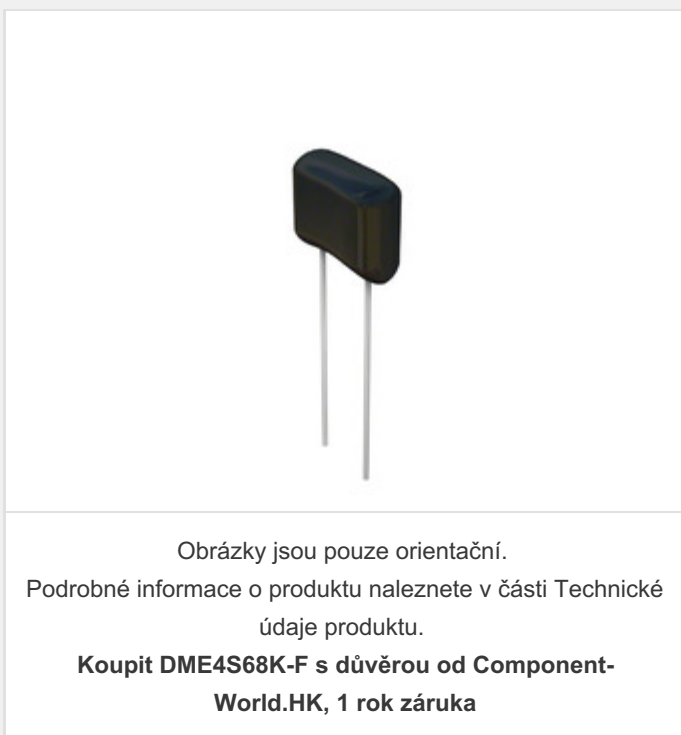 Obrázky jsou pouze orientační.
Podrobné informace o produktu naleznete v části Technické
údaje produktu.
Koupit DME4S68K-F s důvěrou od Component-
World.HK, 1 rok záruka